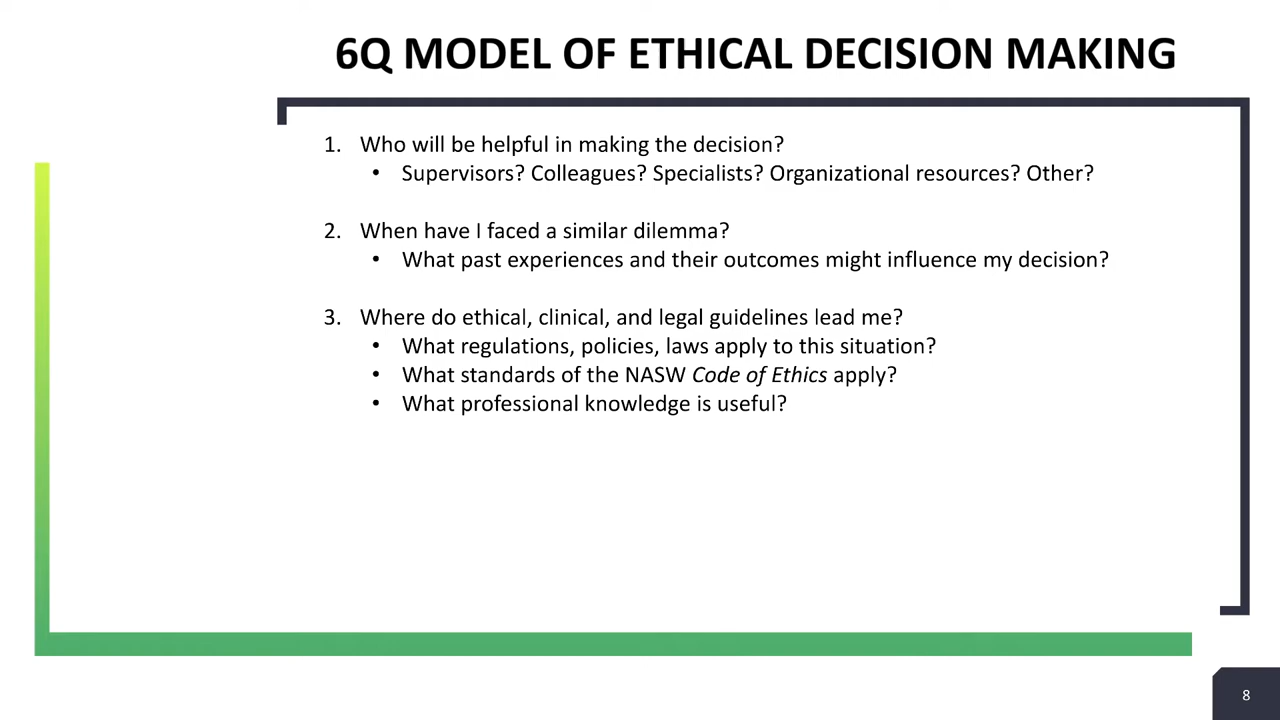 6Q MODEL OF ETHICAL DECISION MAKING
1. Who will be helpful in making the decision?
• Supervisors? Colleagues? Specialists? Organizational resources? Other?
2. When have I faced a similar dilemma?
• What past experiences and their outcomes might influence my decision?
3. Where do ethical, clinical, and legal guidelines lead me?
• What regulations, policies, laws apply to this situation?
• What standards of the NASW Code of Ethics apply?
• What professional knowledge is useful?
8